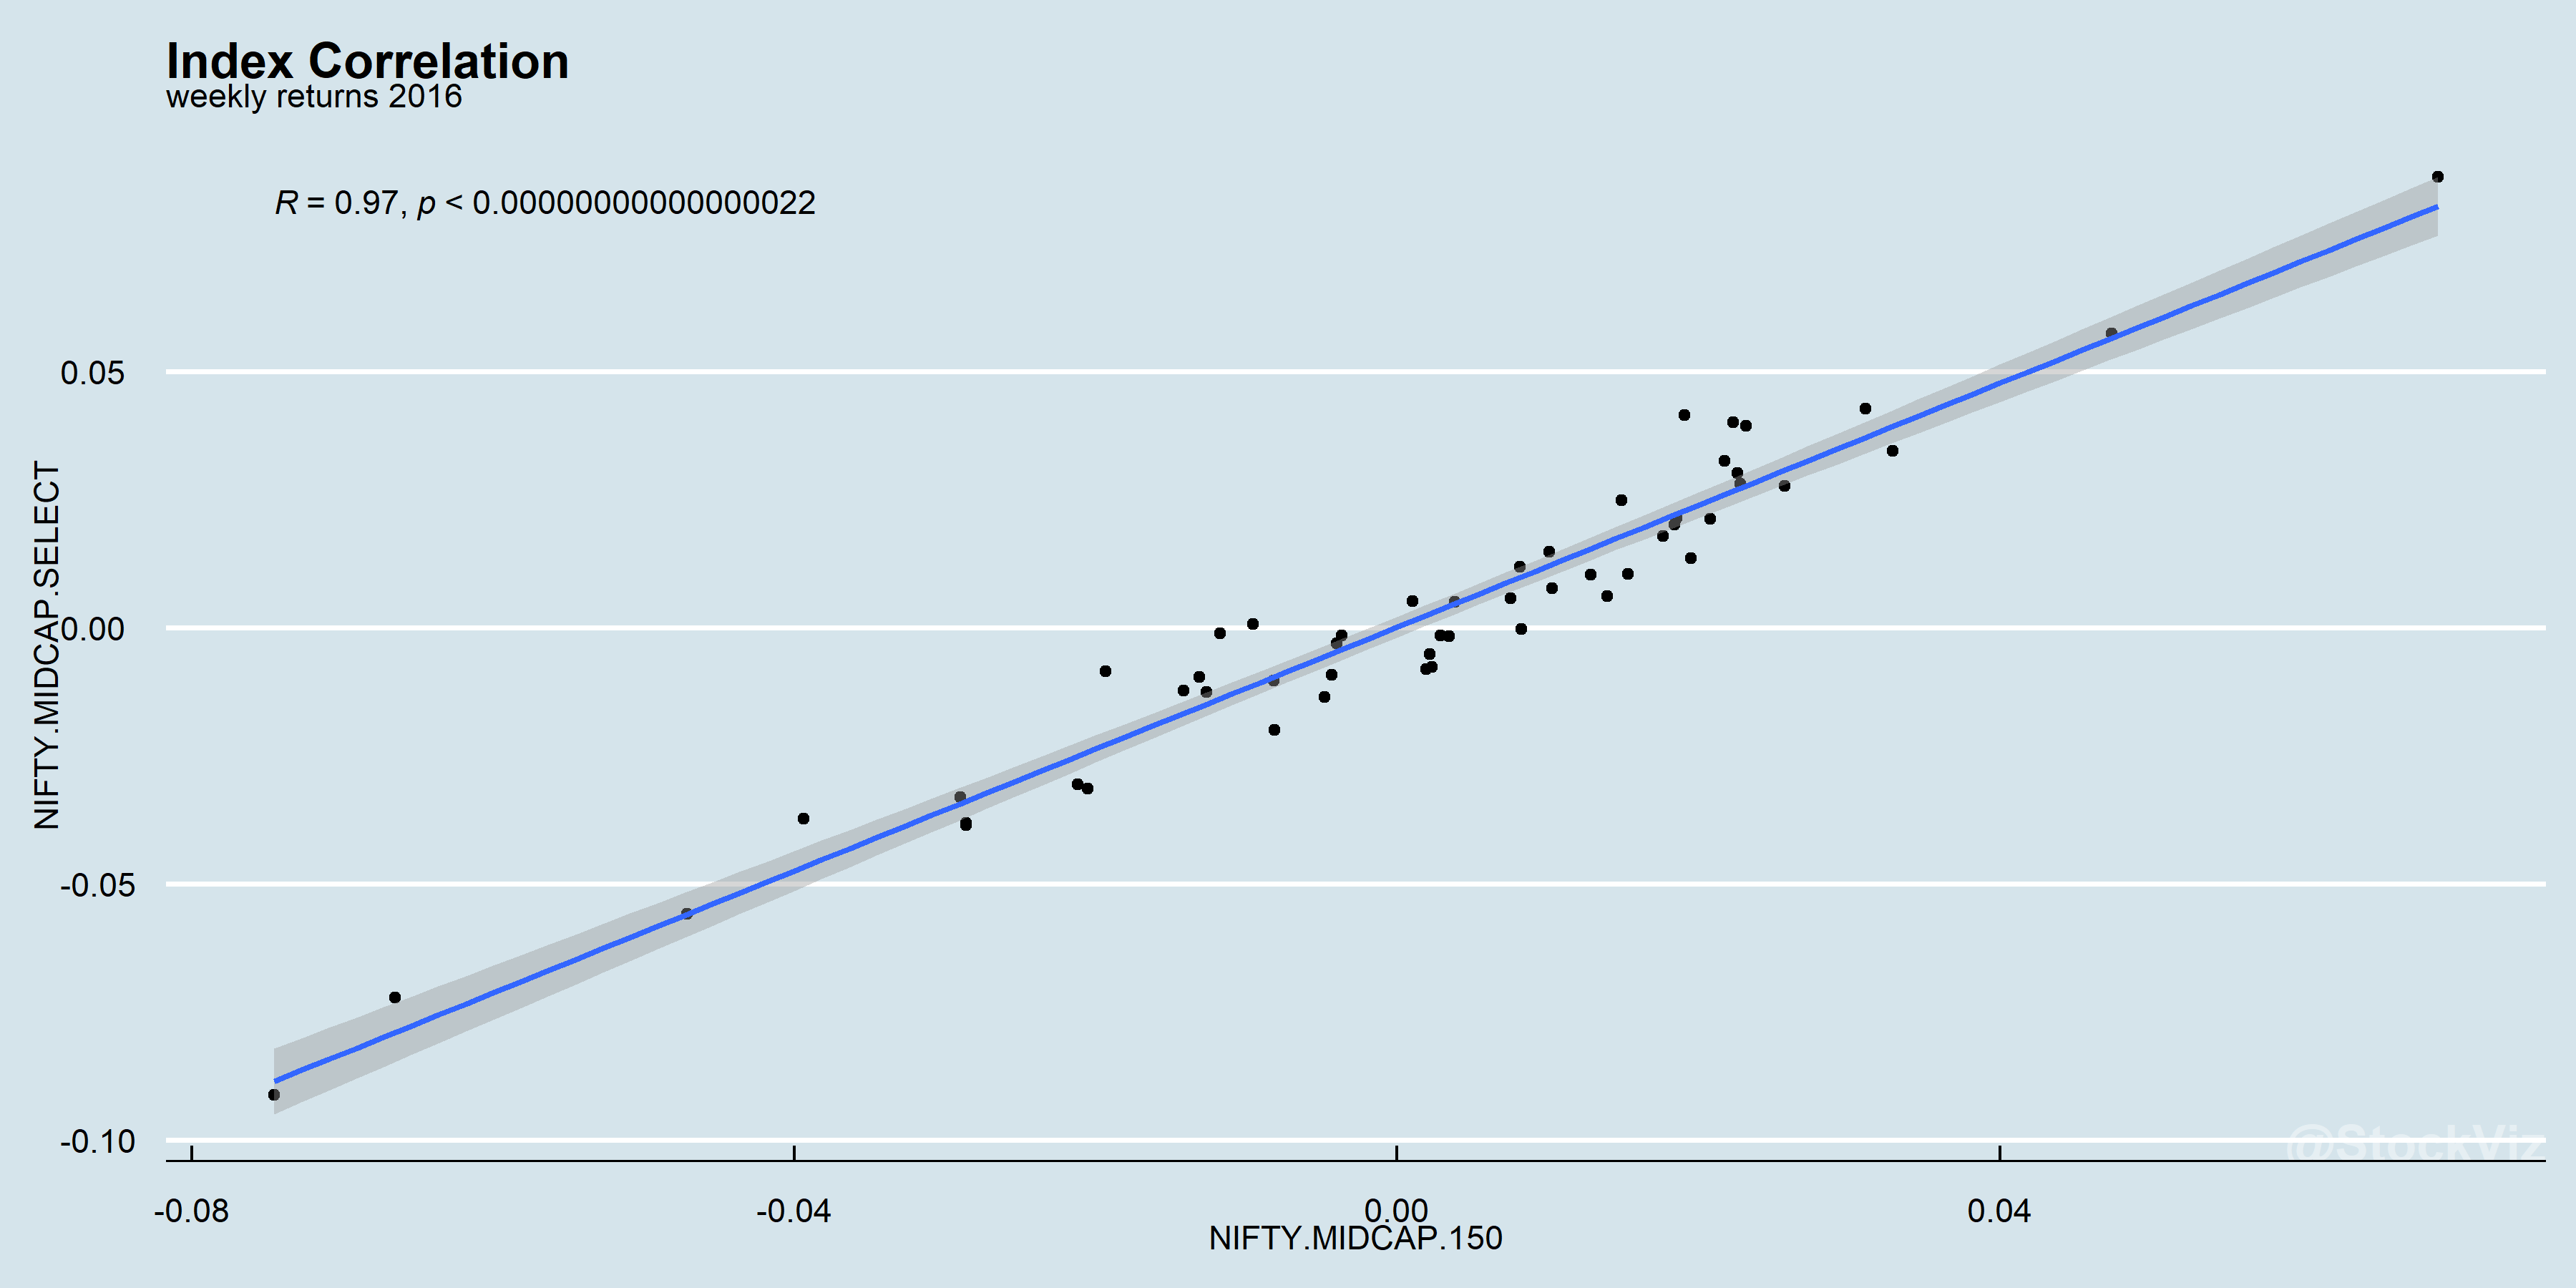 Index Correlation
weekly returns 2016
R = 0.97, p < 0.00000000000000022
0.05
0.00
-0.05
-0.10
NIFTY.MIDCAP.SELECT
@StockViz
-0.08 -0.04 0.00 0.04
NIFTY.MIDCAP.150